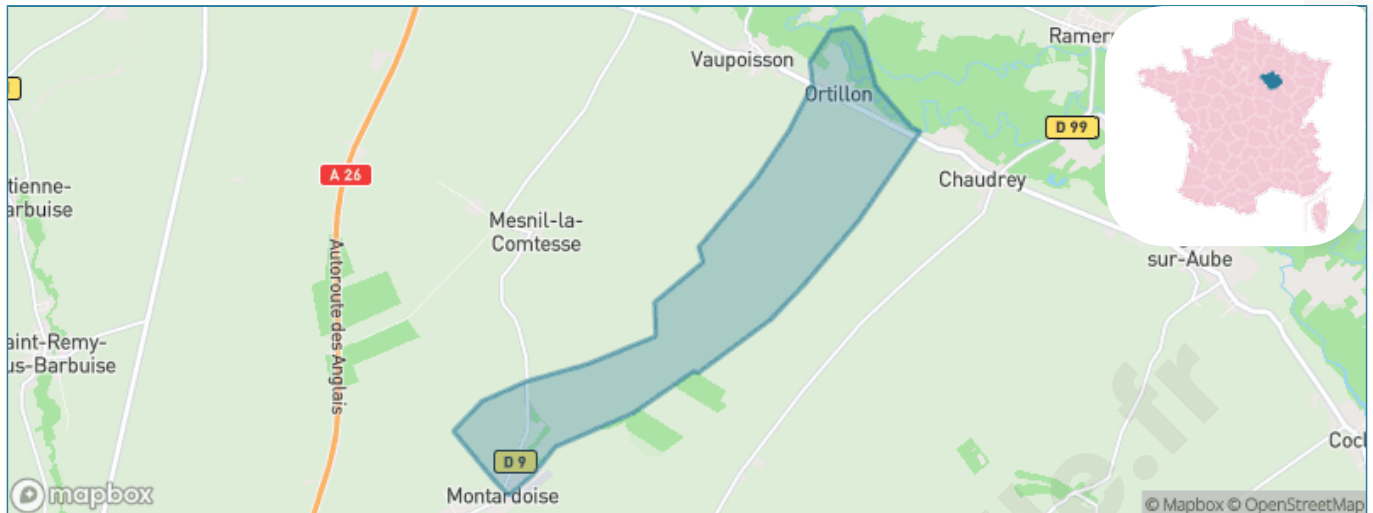 Vaupoisson
Ramer
Ortillon
D 99
A 26
Chaudrey
tienne-
arbuise
Mesnil-la-
Comtesse
sur-Aube
Autoroute des Anglais
aint-Remy-
us-Barbuise
D 9
Montardoise
mapbox
© Mapbox © OpenStreetMap
e.fr